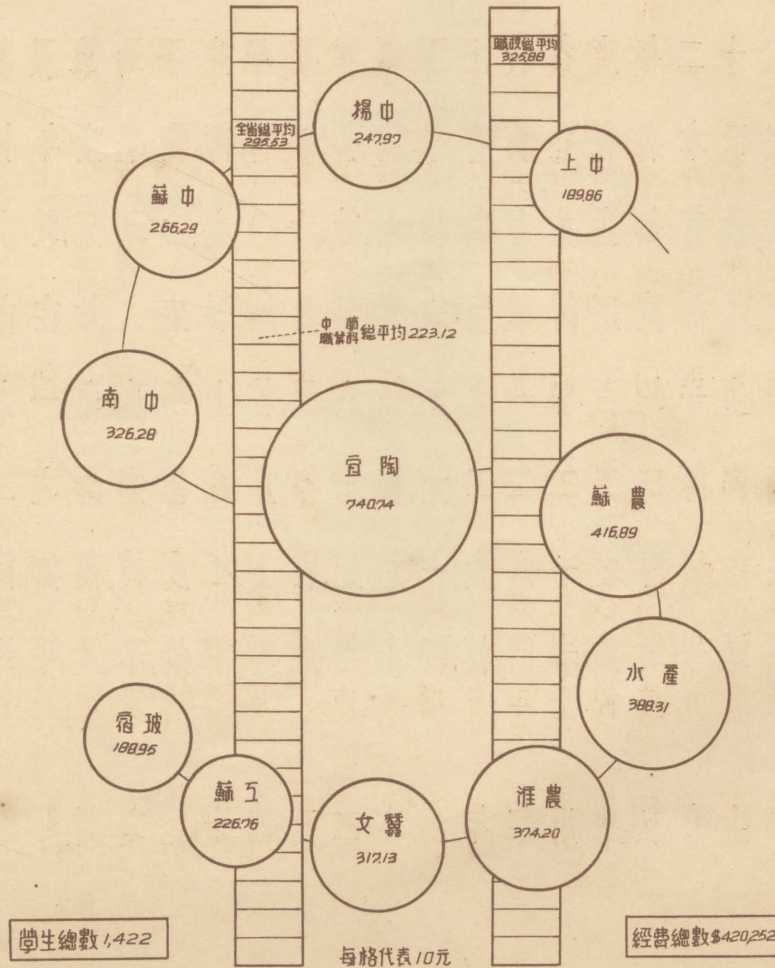 職教總平均
325.88
揚中
247.97
全省總平均
295.53
上中
189.86
蘇中
266.29
中學
職業科總平均223.12
南中
326.28
宜陶
740.74
蘇農
416.89
水產
388.31
宿玻
188.95
蘇工
226.76
女蠶
317.13
淮農
374.20
學生總數1,422
每格代表10元
經費總數$420,252